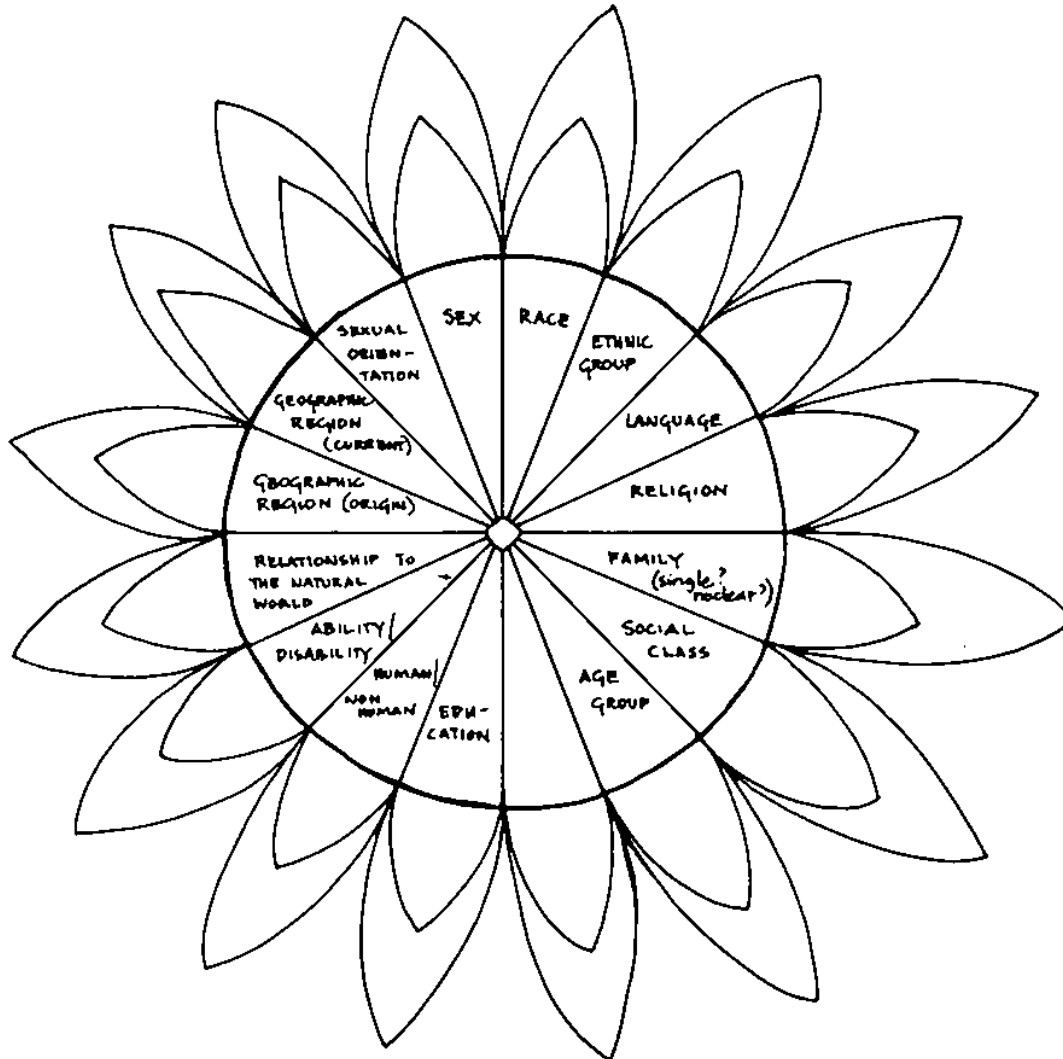 SEX
RACE
ETHNIC
GROUP
LANGUAGE
RELIGION
FAMILY
(single?
nuclear?)
SOCIAL
CLASS
AGE
GROUP
EDU-
CATION
HUMAN/
NON
HUMAN
ABILITY/
DISABILITY
RELATIONSHIP TO
THE NATURAL
WORLD
GEOGRAPHIC
REGION (ORIGIN)
GEOGRAPHIC
REGION
(CURRENT)
SEXUAL
ORIEN-
TATION